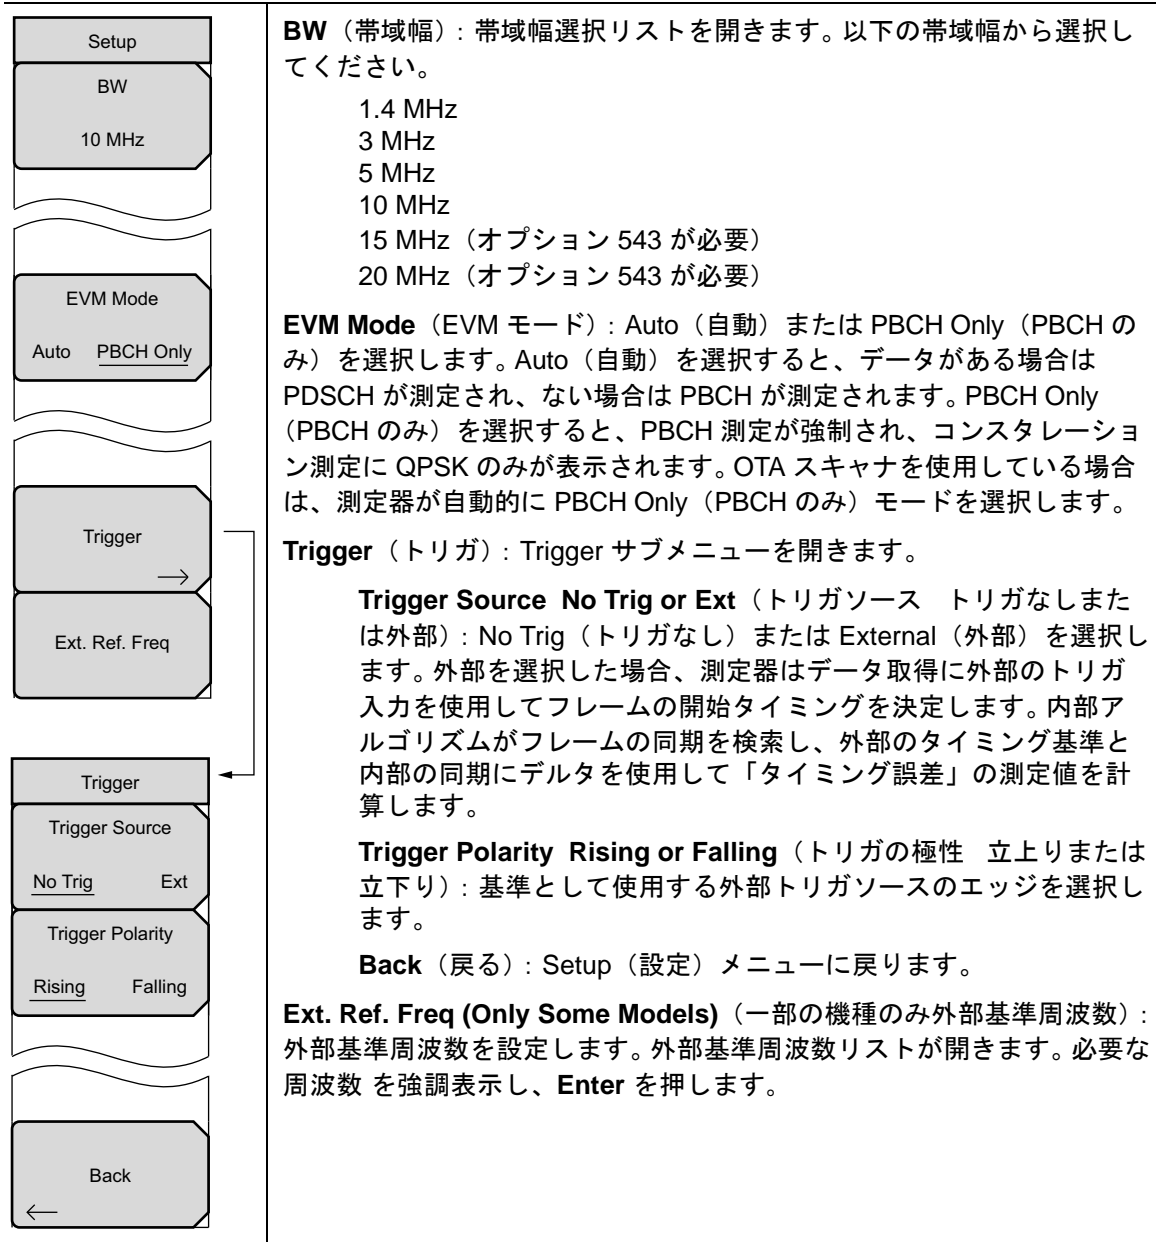 Setup
BW
10 MHz
EVM Mode
Auto PBCH Only
Trigger
→
Ext. Ref. Freq
Trigger
Trigger Source
No Trig Ext
Trigger Polarity
Rising Falling
Back
←
BW（帯域幅）: 帯域幅選択リストを開きます。以下の帯域幅から選択し
てください。
1.4 MHz
3 MHz
5 MHz
10 MHz
15 MHz（オプション 543 が必要）
20 MHz（オプション 543 が必要）
EVM Mode（EVM モード）: Auto（自動）または PBCH Only（PBCH の
み）を選択します。Auto（自動）を選択すると、データがある場合は
PDSCH が測定され、ない場合は PBCH が測定されます。PBCH Only
（PBCH のみ）を選択すると、PBCH 測定が強制され、コンスタレーショ
ン測定に QPSK のみが表示されます。OTA スキャナを使用している場合
は、測定器が自動的に PBCH Only（PBCH のみ）モードを選択します。
Trigger（トリガ）: Trigger サブメニューを開きます。
Trigger Source No Trig or Ext（トリガソース　トリガなしまた
は外部）: No Trig（トリガなし）または External（外部）を選択し
ます。外部を選択した場合、測定器はデータ取得に外部のトリガ
入力を使用してフレームの開始タイミングを決定します。内部ア
ルゴリズムがフレームの同期を検索し、外部のタイミング基準と
内部の同期にデルタを使用して「タイミング誤差」の測定値を計
算します。
Trigger Polarity Rising or Falling（トリガの極性　立上りまたは
立下り）: 基準として使用する外部トリガソースのエッジを選択し
ます。
Back（戻る）: Setup（設定）メニューに戻ります。
Ext. Ref. Freq (Only Some Models)（一部の機種のみ外部基準周波数）:
外部基準周波数を設定します。外部基準周波数リストが開きます。必要な
周波数 を強調表示し、Enter を押します。